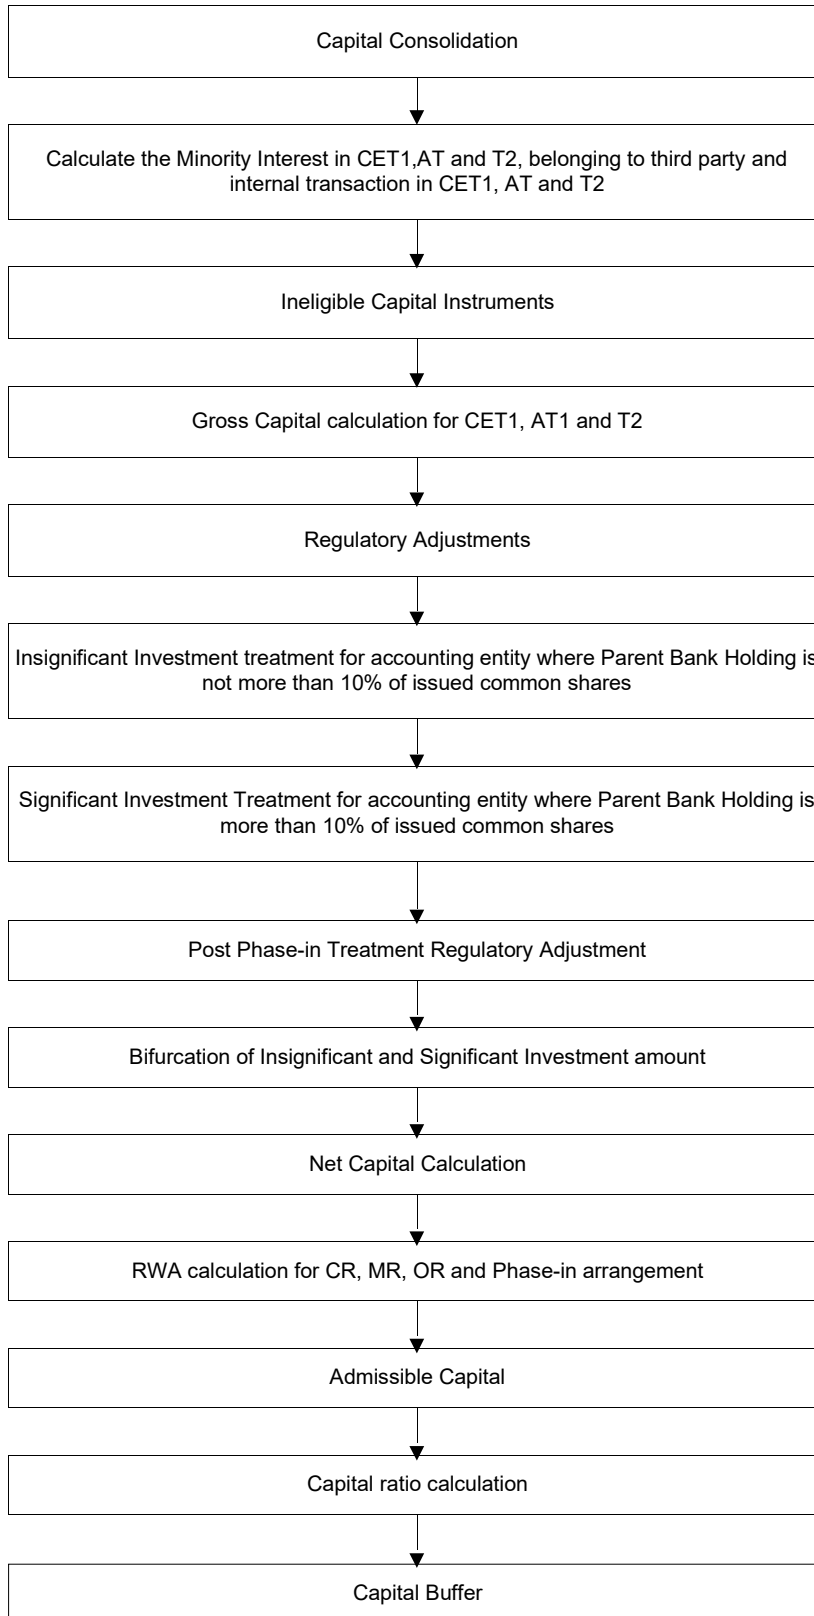 Capital Consolidation
Calculate the Minority Interest in CET1,AT and T2, belonging to third party and
internal transaction in CET1, AT and T2
Ineligible Capital Instruments
Gross Capital calculation for CET1, AT1 and T2
Regulatory Adjustments
Insignificant Investment treatment for accounting entity where Parent Bank Holding is
not more than 10% of issued common shares
Significant Investment Treatment for accounting entity where Parent Bank Holding is
more than 10% of issued common shares
Post Phase-in Treatment Regulatory Adjustment
Bifurcation of Insignificant and Significant Investment amount
Net Capital Calculation
RWA calculation for CR, MR, OR and Phase-in arrangement
Admissible Capital
Capital ratio calculation
Capital Buffer